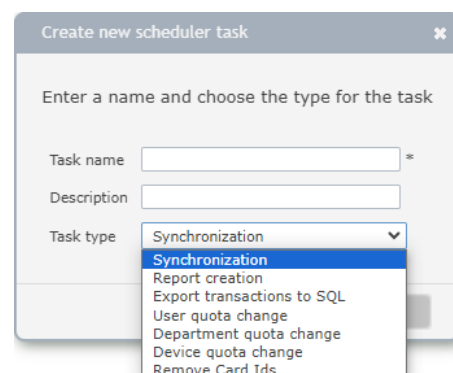 Create new scheduler task
Enter a name and choose the type for the task
Task name *
Description
Task type Synchronization
Synchronization
Report creation
Export transactions to SQL
User quota change
Department quota change
Device quota change
Remove Card Ids